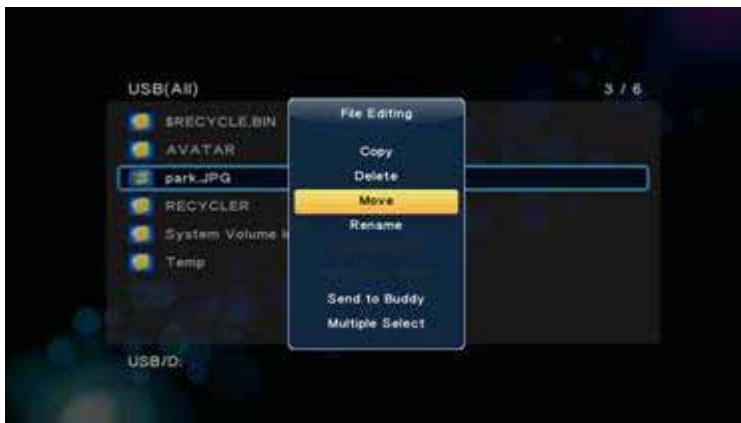 USB(All)
3 / 6
File Editing
$RECYCLE.BIN
AVATAR
park.JPG
RECYCLER
System Volume
Temp
Copy
Delete
Move
Rename
Send to Buddy
Multiple Select
USB/D: